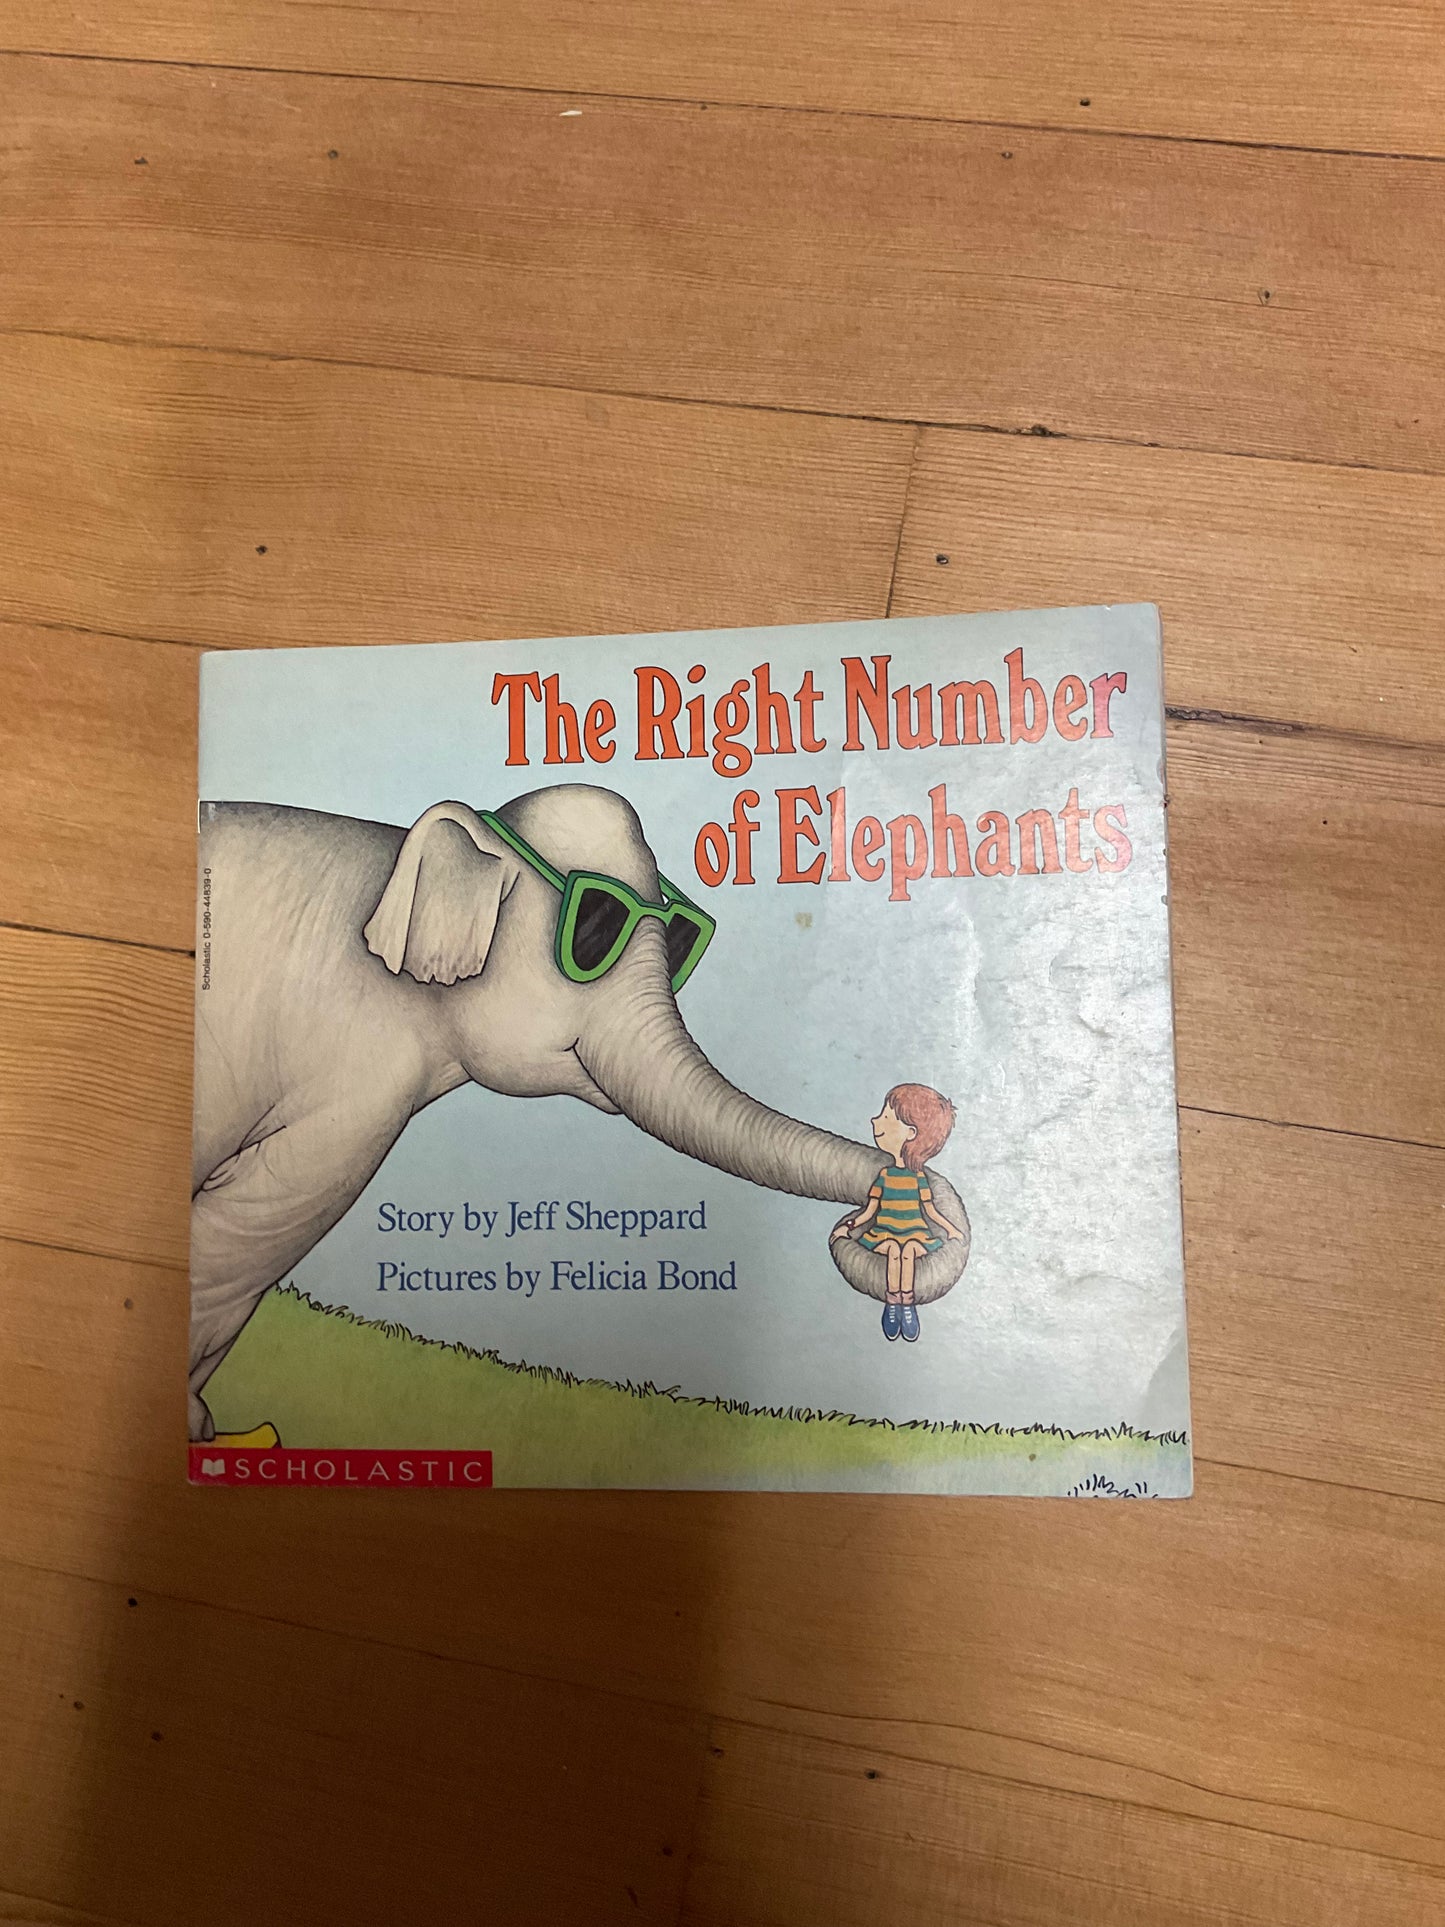 The Right Number
of Elephants
Scholastic 0-590-44839-0
Story by Jeff Sheppard
Pictures by Felicia Bond
SCHOLASTIC